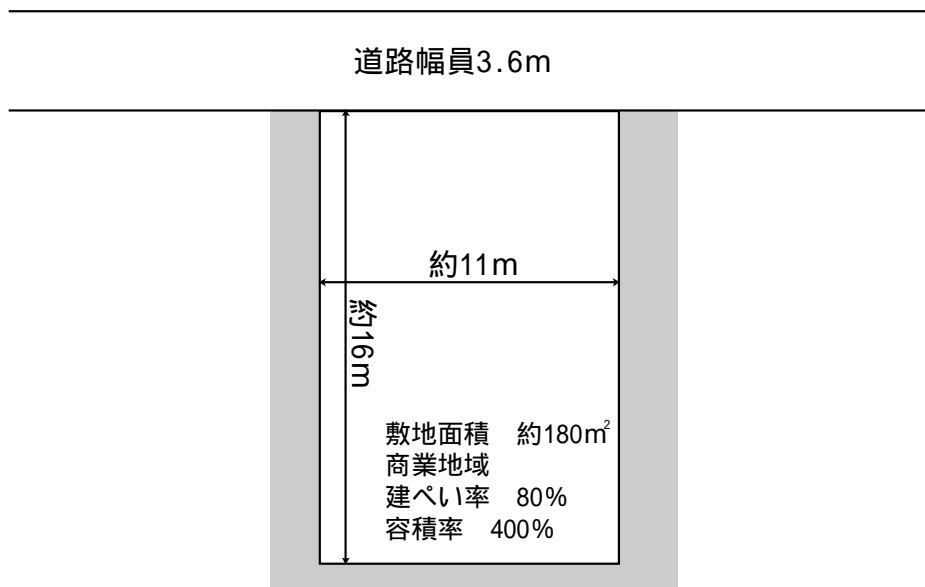 道路幅員3.6m
約11m
約16m
敷地面積　約180㎡
商業地域
建ぺい率　80%
容積率　400%